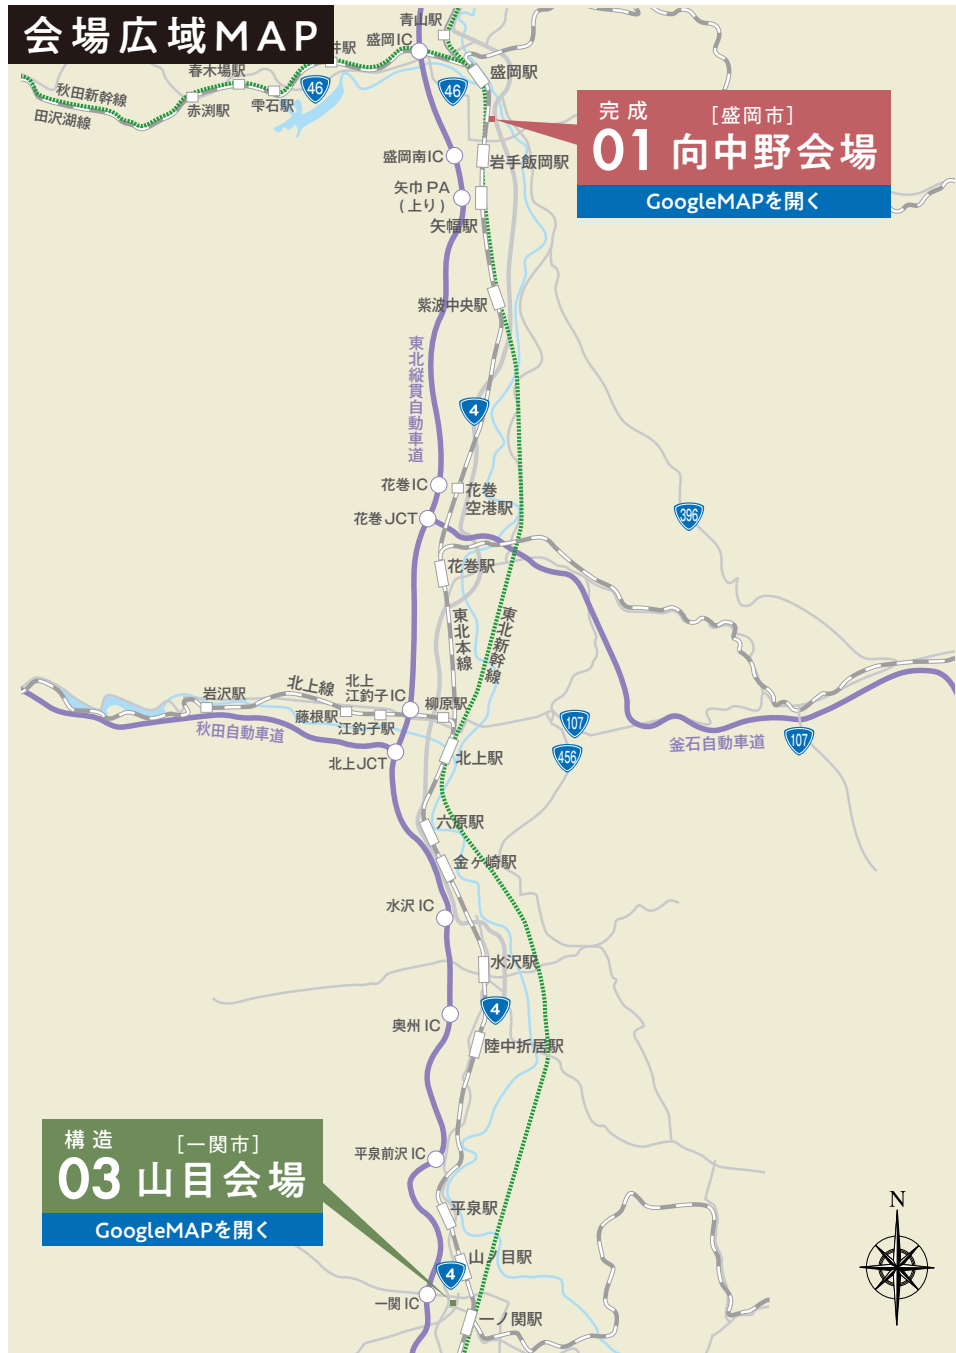 会場広域MAP
青山駅
盛岡IC
井駅
盛岡駅
春木場駅
46
46
秋田新幹線
田沢湖線
赤渕駅
雫石駅
完成
[盛岡市]
01 向中野会場
GoogleMAPを開く
盛岡南IC
岩手飯岡駅
矢巾PA
(上り)
矢幅駅
紫波中央駅
東北縦貫自動車道
4
花巻IC
花巻
空港駅
花巻JCT
396
花巻駅
東北本線
東北新幹線
岩沢駅
北上線
北上
江釣子IC
柳原駅
藤根駅
江釣子駅
秋田自動車道
北上JCT
北上駅
107
456
釜石自動車道
107
六原駅
金ヶ崎駅
水沢IC
水沢駅
4
奥州IC
陸中折居駅
構造
[一関市]
03 山目会場
GoogleMAPを開く
平泉前沢IC
平泉駅
山ノ目駅
4
一関IC
一ノ関駅
N